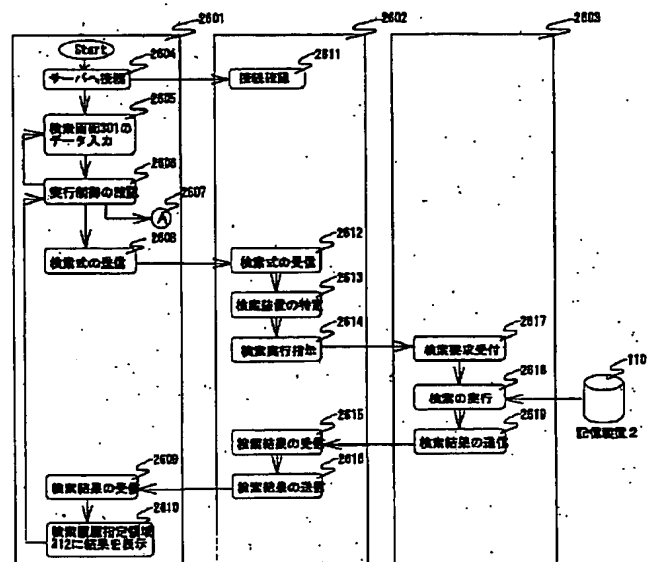 2601
2602
2603
Start
2604
サーバへ接続
2611
接続確認
2605
検索画面301の
データ入力
2606
実行制御の確認
2607
A
2608
検索式の送信
2612
検索式の受信
2613
検索装置の特定
2614
検索実行指示
2617
検索要求受付
2618
検索の実行
110
記憶装置2
2619
検索結果の送信
2615
検索結果の受信
2616
検索結果の送信
2609
検索結果の受信
2610
検索履歴指定領域
312に結果を表示